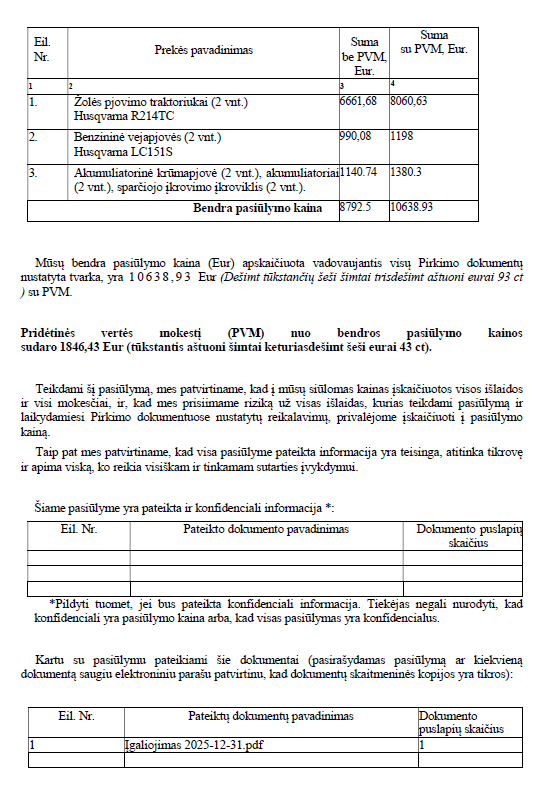 Eil. Nr. Prekės pavadinimas Suma be PVM, Eur. Suma su PVM, Eur.
1 2 3 4
1. Žolės pjovimo traktoriukai (2 vnt.) 6661,68 8060,63
Husqvarna R214TC
2. Benzininė vejapjovės (2 vnt.) 990,08 1198
Husqvarna LC151S
3. Akumuliatorinė krūmapjovė (2 vnt.), akumuliatoriai 1140.74 1380.3
(2 vnt.), sparčiojo įkrovimo įkroviklis (2 vnt.).
Bendra pasiūlymo kaina 8792.5 10638.93
Mūsų bendra pasiūlymo kaina (Eur) apskaičiuota vadovaujantis visų Pirkimo dokumentų
nustatyta tvarka, yra 10638,93 Eur (Dešimt tūkstančių šeši šimtai trisdešimt aštuoni eurai 93 ct
) su PVM.
Pridėtinės vertės mokestį (PVM) nuo bendros pasiūlymo kainos
sudaro 1846,43 Eur (tūkstantis aštuoni šimtai keturiasdešimt šeši eurai 43 ct).
Teikdami šį pasiūlymą, mes patvirtiname, kad į mūsų siūlomas kainas įskaičiuotos visos išlaidos
ir visi mokesčiai, ir, kad mes prisiimame riziką už visas išlaidas, kurias teikdami pasiūlymą ir
laikydamiesi Pirkimo dokumentuose nustatytų reikalavimų, privalėjome įskaičiuoti į pasiūlymo
kainą.
Taip pat mes patvirtiname, kad visa pasiūlyme pateikta informacija yra teisinga, atitinka tikrovę
ir apima viską, ko reikia visiškam ir tinkamam sutarties įvykdymui.
Šiame pasiūlyme yra pateikta ir konfidenciali informacija *:
Eil. Nr. Pateikto dokumento pavadinimas Dokumento puslapių
skaičius
*Pildyti tuomet, jei bus pateikta konfidenciali informacija. Tiekėjas negali nurodyti, kad
konfidenciali yra pasiūlymo kaina arba, kad visas pasiūlymas yra konfidencialus.
Kartu su pasiūlymu pateikiami šie dokumentai (pasirašydamas pasiūlymą ar kiekvieną
dokumentą saugiu elektroniniu parašu patvirtinu, kad dokumentų skaitmeninės kopijos yra tikros):
Eil. Nr. Pateiktų dokumentų pavadinimas Dokumento
puslapių skaičius
1 Įgaliojimas 2025-12-31.pdf 1